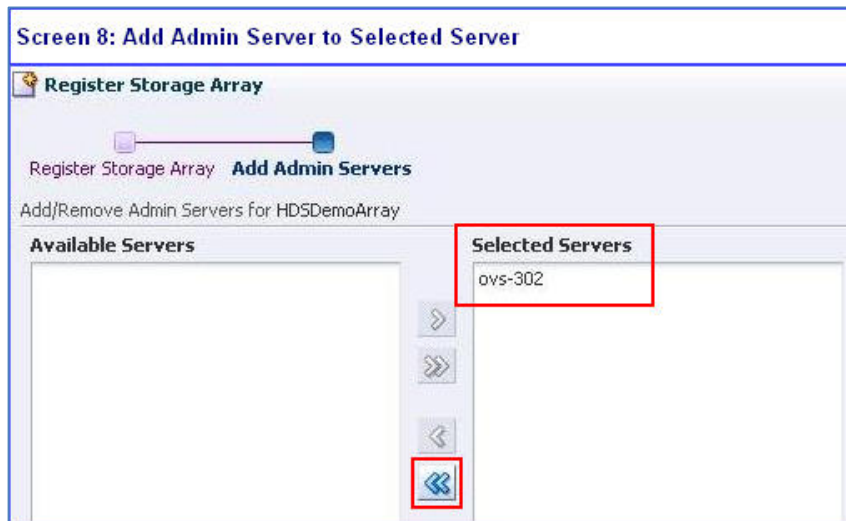 Screen 8: Add Admin Server to Selected Server
Register Storage Array
Register Storage Array Add Admin Servers
Add/Remove Admin Servers for HDSDemoArray
Available Servers Selected Servers
ovs-302